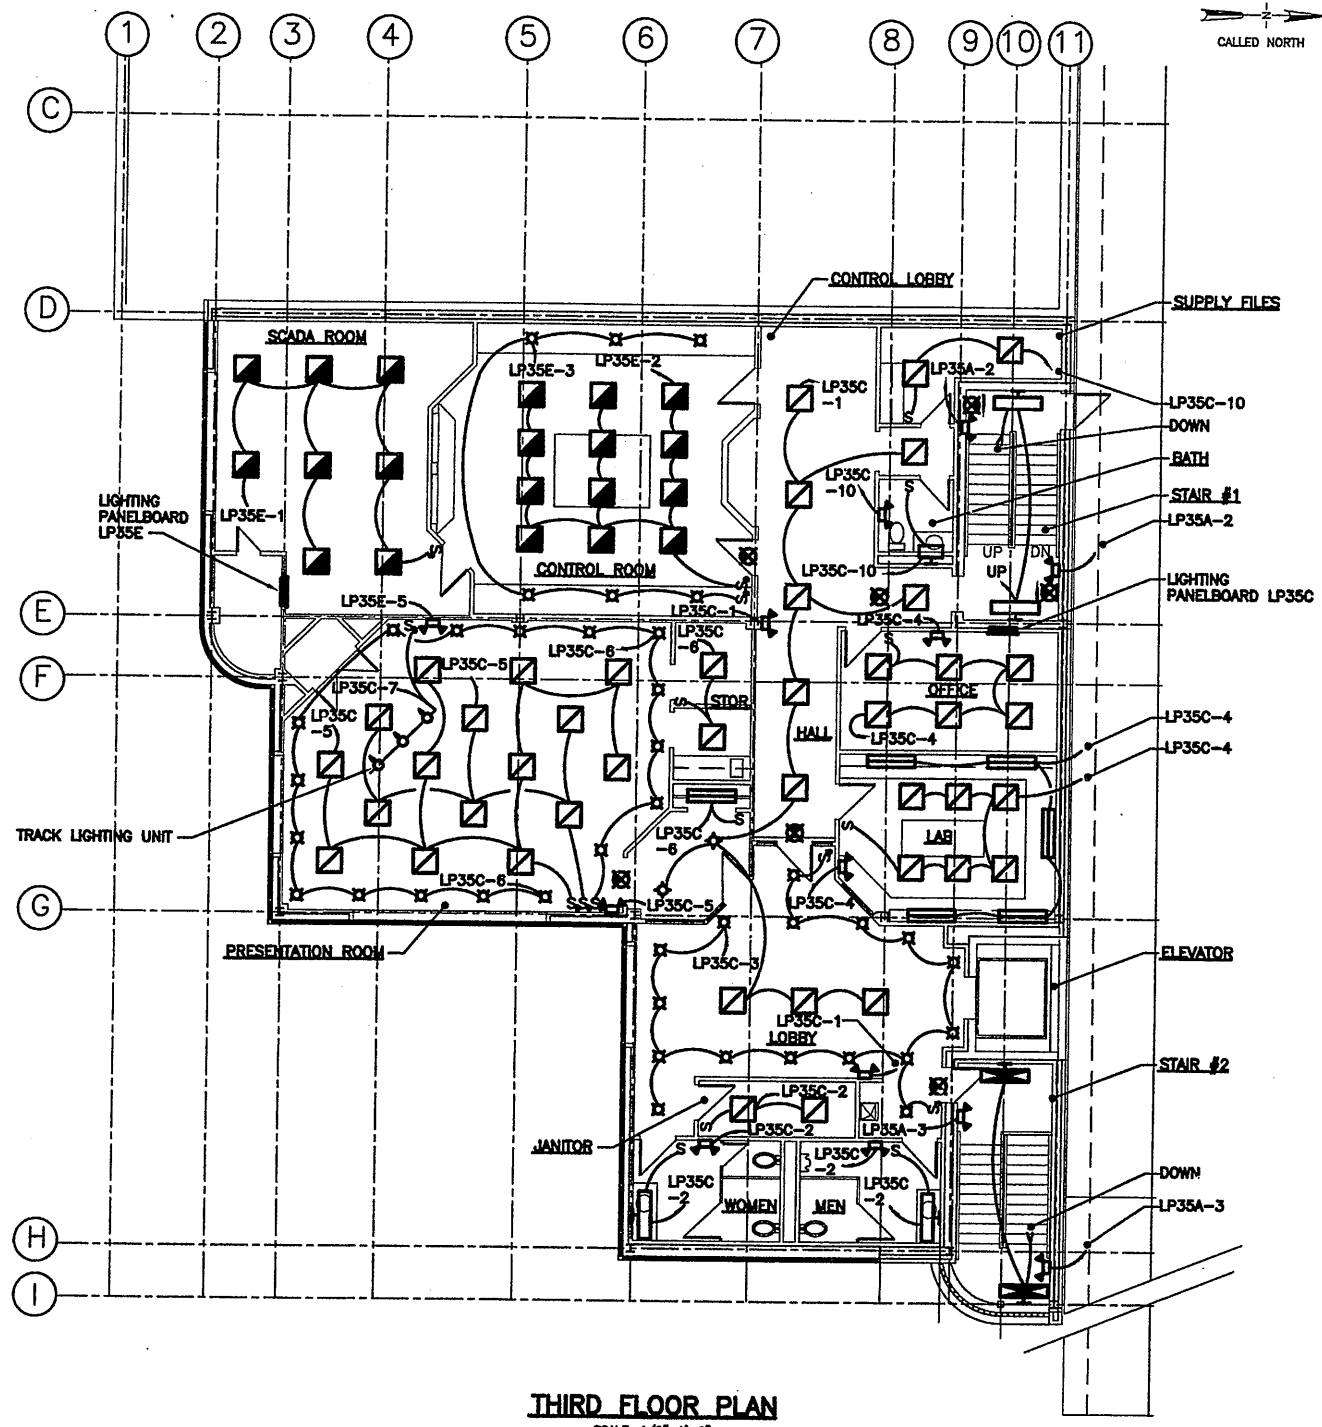 1 2 3 4 5 6 7 8 9 10 11
N
CALLED NORTH
C
CONTROL LOBBY
D
SUPPLY FILES
SCADA ROOM
LP35E-3
LP35E-2
LP35A-2
LP35C
-1
LP35C-10
DOWN
S
BATH
LP35C
-10
S
STAIR #1
LIGHTING
PANELBOARD
LP35E
LP35E-1
LP35A-2
S
UP DN
UP
CONTROL ROOM
LP35C-10
S
S
LIGHTING
PANELBOARD LP35C
LP35E-5
LP35C-1
E
S
LP35C-4
LP35C-6
LP35C
-6
S
F
LP35C-5
LP35C-7
OFFICE
S
STOR
LP35C
-5
HALL
LP35C-4
LP35C-4
LP35C-4
TRACK LIGHTING UNIT
S
LP35C
-6
S
LAB
S
LP35C-6
G
SSS
LP35C-5
LP35C-4
PRESENTATION ROOM
ELEVATOR
LP35C-3
LP35C-1
LOBBY
STAIR #2
LP35C-2
S
LP35A-3
S
LP35C-2
JANITOR
S
S
LP35C
-2
LP35C
-2
LP35C
-2
DOWN
WOMEN
MEN
LP35A-3
H
I
THIRD FLOOR PLAN